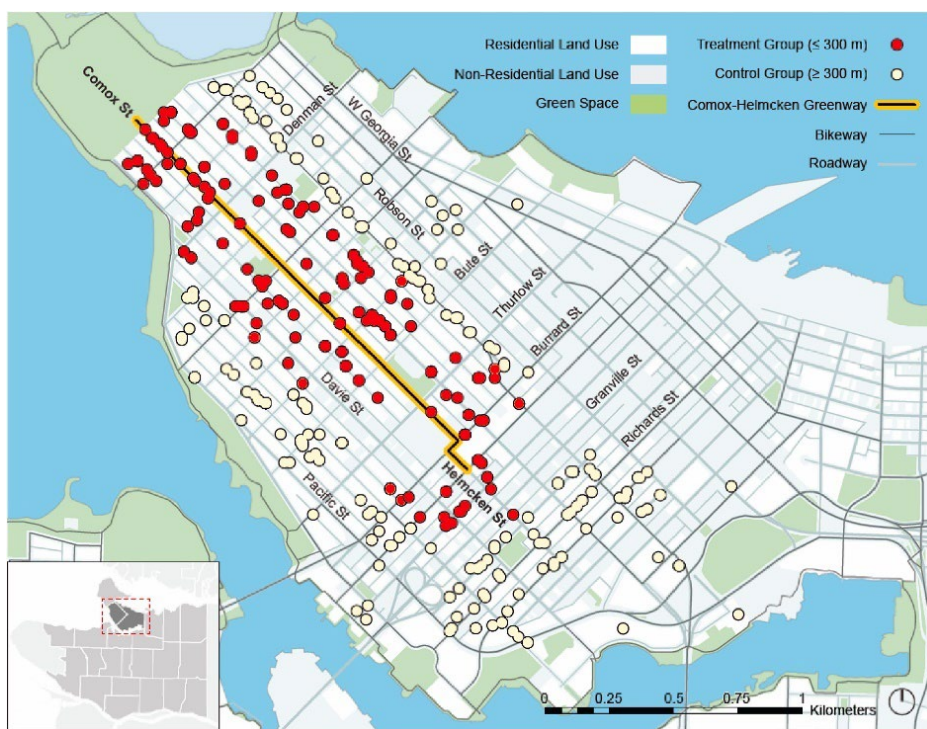 Residential Land Use
Treatment Group (≤ 300 m)
Non-Residential Land Use
Control Group (≥ 300 m)
Green Space
Comox-Helmcken Greenway
Bikeway
Roadway
Comox St
Denman St
W Georgia St
Robson St
Bute St
Thurlow St
Burrard St
Granville St
Richards St
Davie St
Helmcken St
Pacific St
0 0.25 0.5 0.75 1
Kilometers